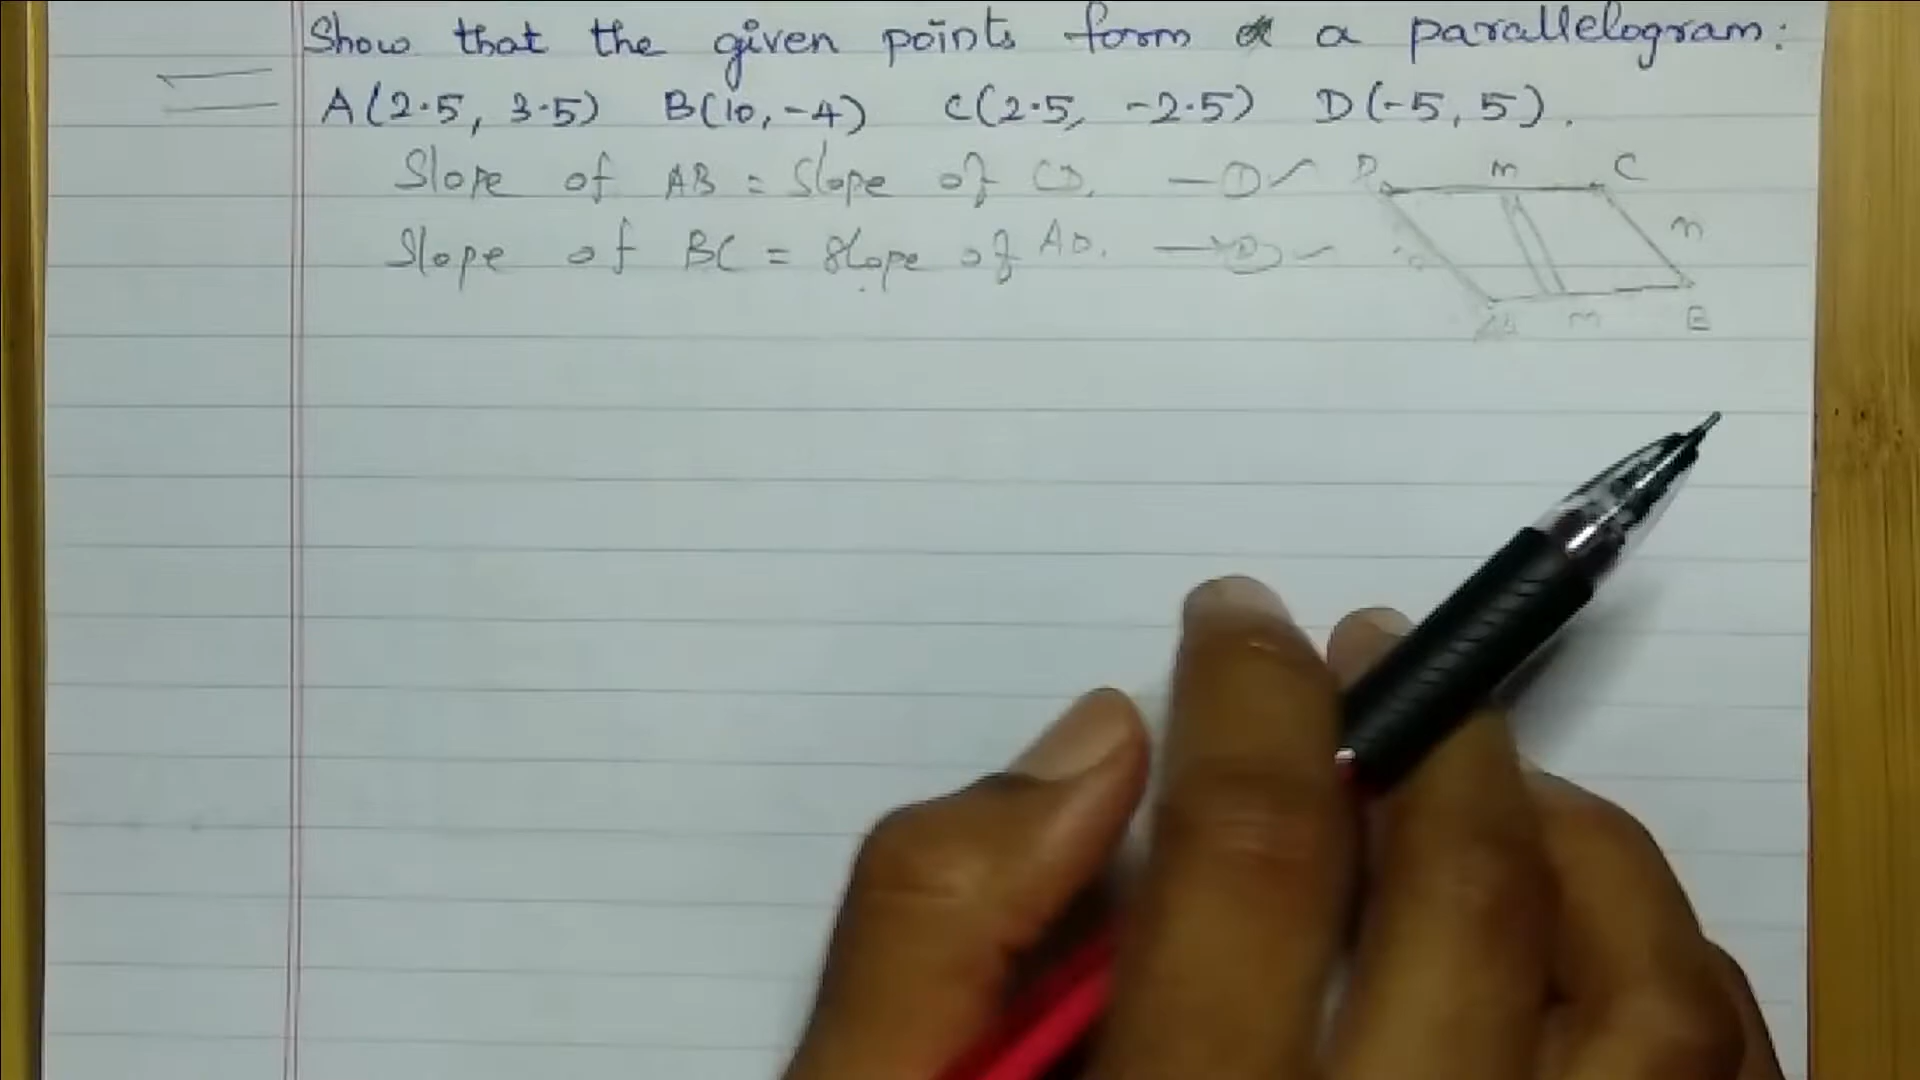 Show that the given points form a parallelogram:
A(2.5, 3.5) B(10, -4) C(2.5, -2.5) D(-5, 5).
Slope of AB = Slope of CD. —①
Slope of BC = Slope of AD. —②
D m C
n
m B